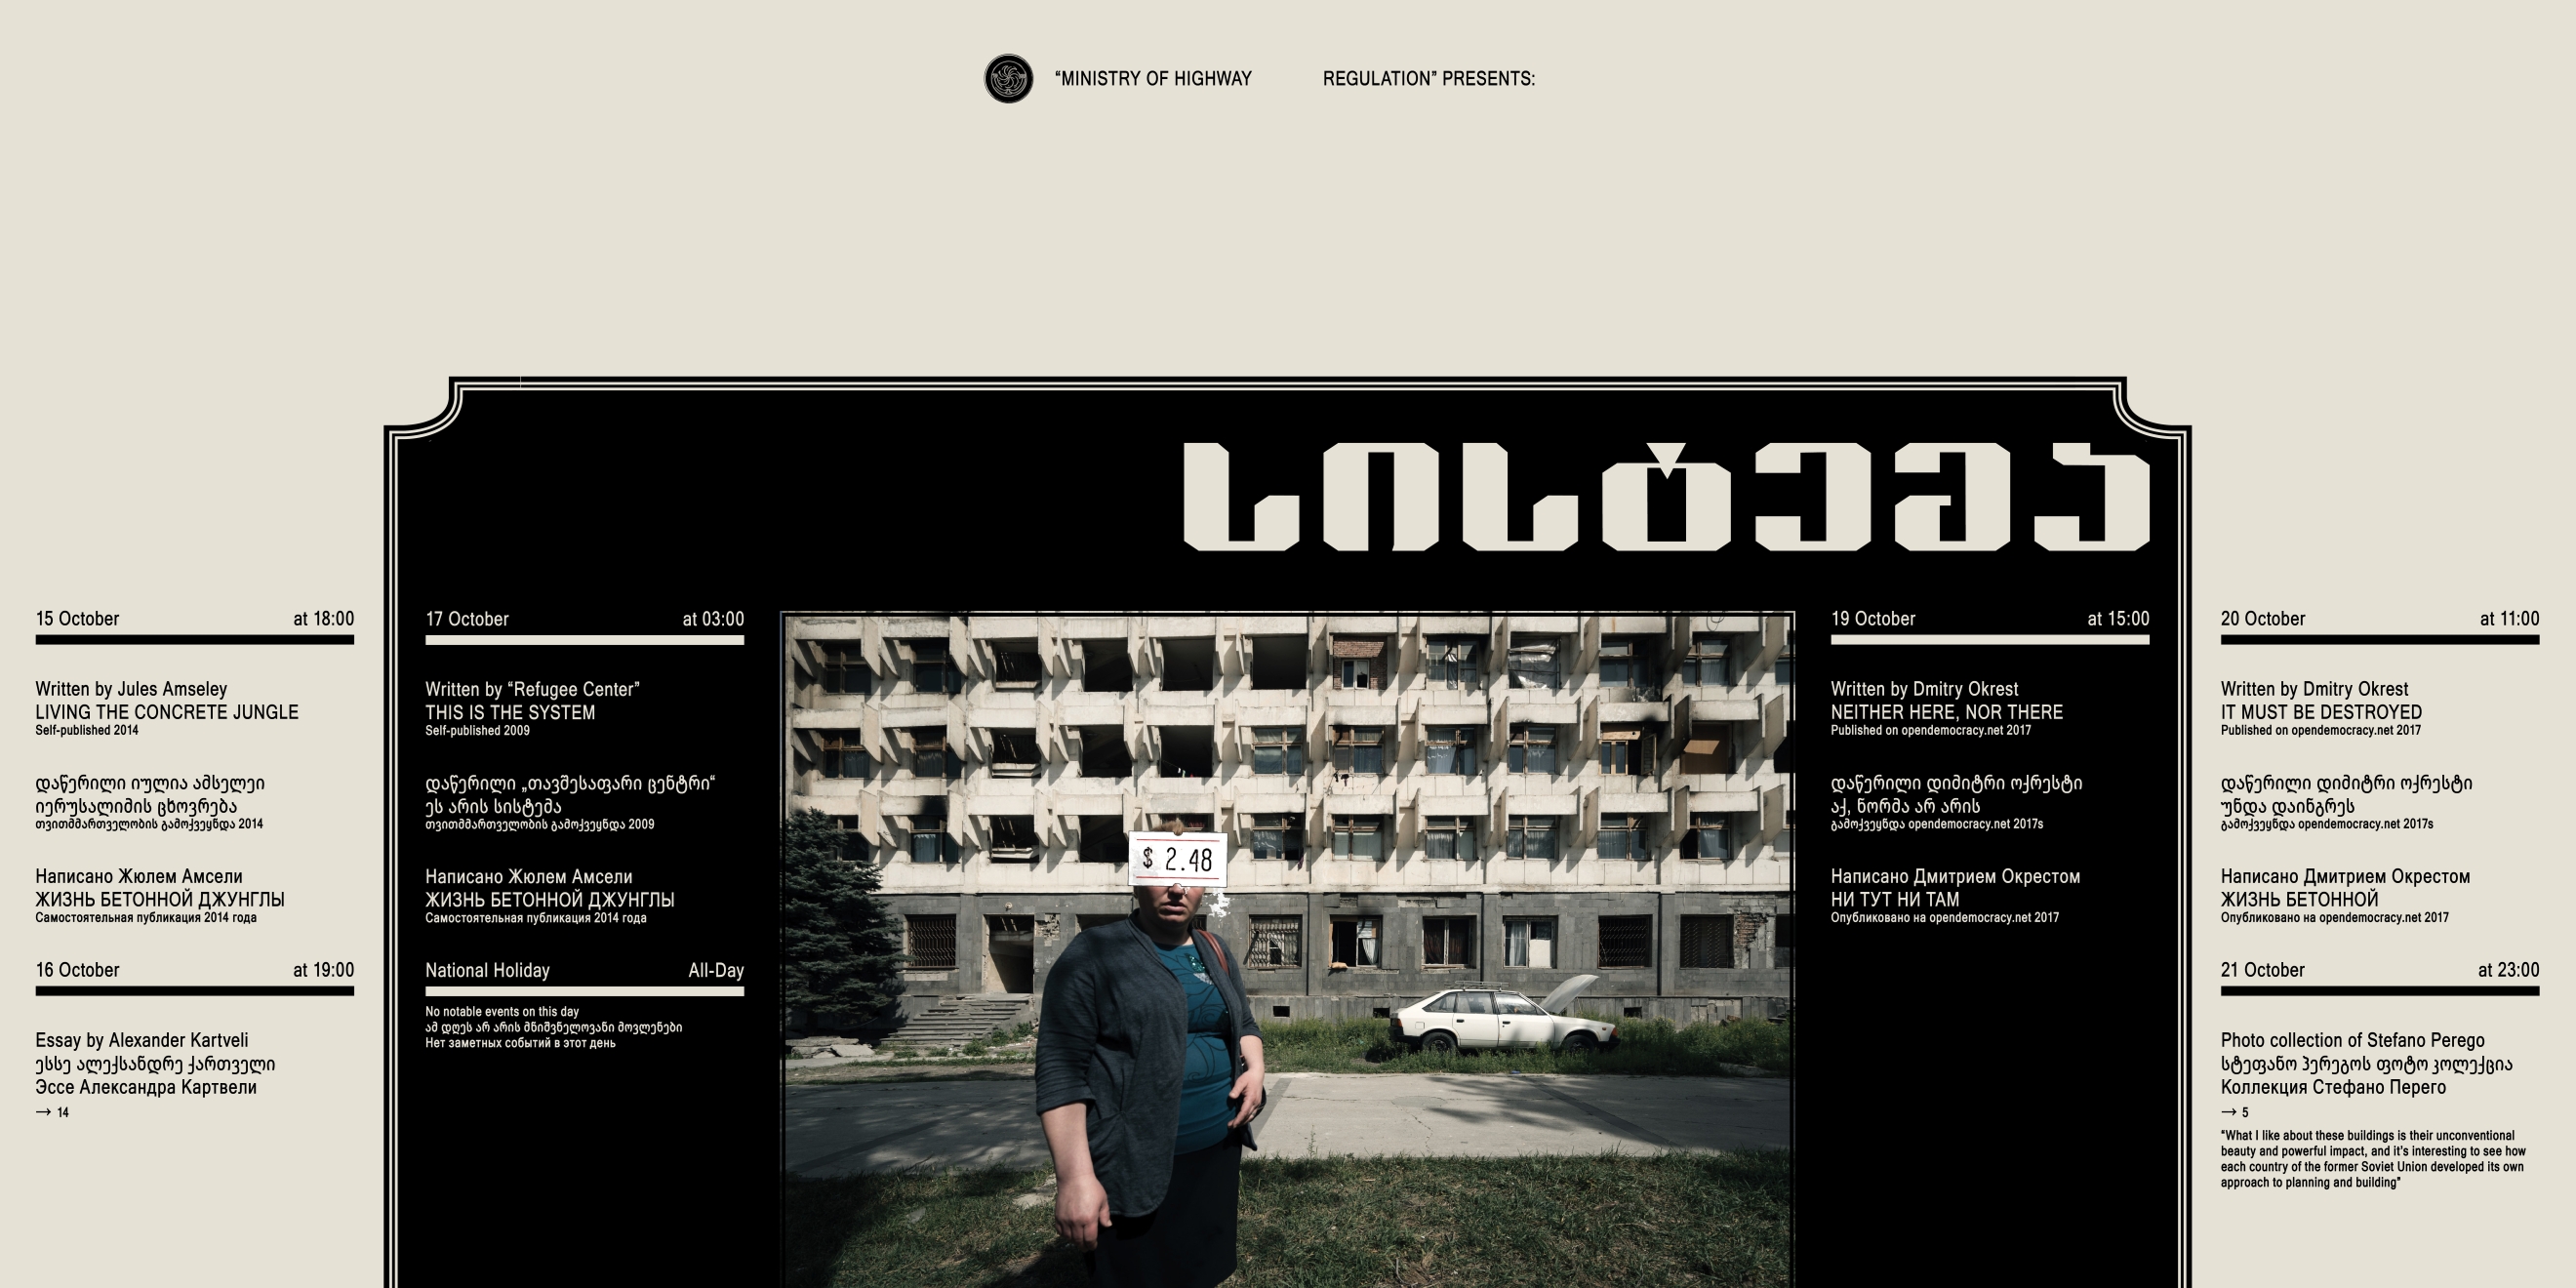 “MINISTRY OF HIGHWAY REGULATION” PRESENTS:
სისტემა
15 October at 18:00
Written by Jules Amseley
LIVING THE CONCRETE JUNGLE
Self-published 2014
დაწერილი იულია ამსელეი
იერუსალიმის ცხოვრება
თვითმმართველობის გამოქვეყნდა 2014
Написано Жюлем Амсели
ЖИЗНЬ БЕТОННОЙ ДЖУНГЛЫ
Самостоятельная публикация 2014 года
16 October at 19:00
Essay by Alexander Kartveli
ესსე ალექსანდრე ქართველი
Эссе Александра Картвели
→ 14
17 October at 03:00
Written by “Refugee Center”
THIS IS THE SYSTEM
Self-published 2009
დაწერილი „თავშესაფარი ცენტრი“
ეს არის სისტემა
თვითმმართველობის გამოქვეყნდა 2009
Написано Жюлем Амсели
ЖИЗНЬ БЕТОННОЙ ДЖУНГЛЫ
Самостоятельная публикация 2014 года
National Holiday All-Day
No notable events on this day
ამ დღეს არ არის მნიშვნელოვანი მოვლენები
Нет заметных событий в этот день
$ 2.48
19 October at 15:00
Written by Dmitry Okrest
NEITHER HERE, NOR THERE
Published on opendemocracy.net 2017
დაწერილი დიმიტრი ოქრესტი
აქ, ნორმა არ არის
გამოქვეყნდა opendemocracy.net 2017s
Написано Дмитрием Окрестом
НИ ТУТ НИ ТАМ
Опубликовано на opendemocracy.net 2017
20 October at 11:00
Written by Dmitry Okrest
IT MUST BE DESTROYED
Published on opendemocracy.net 2017
დაწერილი დიმიტრი ოქრესტი
უნდა დაინგრეს
გამოქვეყნდა opendemocracy.net 2017s
Написано Дмитрием Окрестом
ЖИЗНЬ БЕТОННОЙ
Опубликовано на opendemocracy.net 2017
21 October at 23:00
Photo collection of Stefano Perego
სტეფანო პერეგოს ფოტო კოლექცია
Коллекция Стефано Перего
→ 5
“What I like about these buildings is their unconventional
beauty and powerful impact, and it’s interesting to see how
each country of the former Soviet Union developed its own
approach to planning and building”